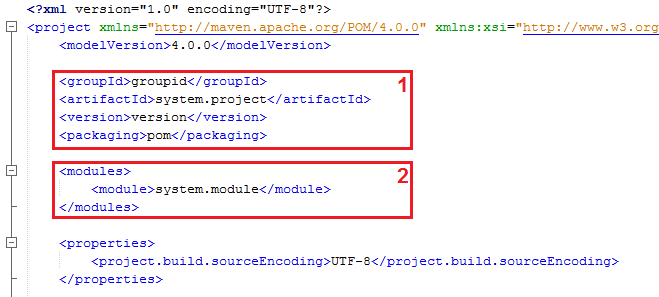 <?xml version="1.0" encoding="UTF-8"?>
<project xmlns="http://maven.apache.org/POM/4.0.0" xmlns:xsi="http://www.w3.org
<modelVersion>4.0.0</modelVersion>
<groupId>groupid</groupId> 1
<artifactId>system.project</artifactId>
<version>version</version>
<packaging>pom</packaging>
<modules> 2
<module>system.module</module>
</modules>
<properties>
<project.build.sourceEncoding>UTF-8</project.build.sourceEncoding>
</properties>